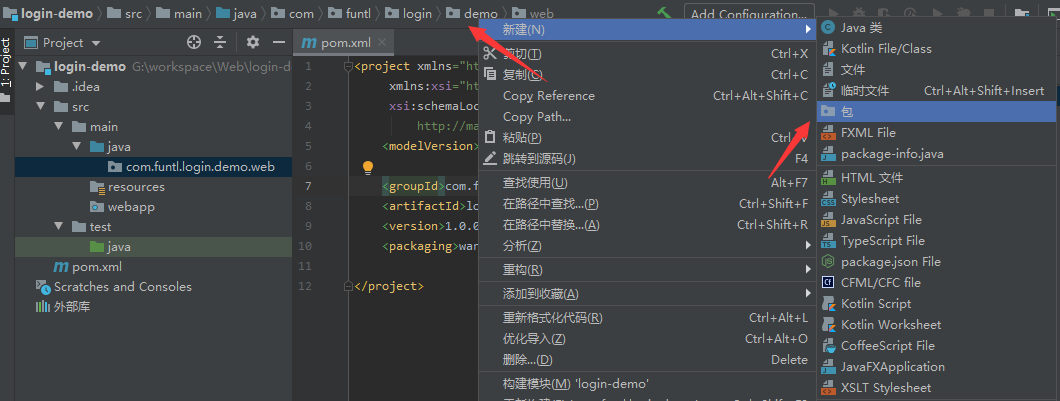 login-demo src main java com funtl login demo web Add Configuration...
1: Project
Project
login-demo G:\workspace\Web\login-d
.idea
src
main
java
com.funtl.login.demo.web
resources
webapp
test
java
pom.xml
Scratches and Consoles
外部库
pom.xml
1 <project xmlns="ht
2 xmlns:xsi="ht
3 xsi:schemaLoc
4 http://ma
5 <modelVersion>
6
7 <groupId>com.f
8 <artifactId>lo
9 <version>1.0.0
10 <packaging>war
11
12 </project>
新建(N)
剪切(T) Ctrl+X
复制(C) Ctrl+C
Copy Reference Ctrl+Alt+Shift+C
Copy Path...
粘贴(P) Ctrl+V
跳转到源码(J) F4
查找使用(U) Alt+F7
在路径中查找...(P) Ctrl+Shift+F
在路径中替换...(A) Ctrl+Shift+R
分析(Z)
重构(R)
添加到收藏(A)
重新格式化代码(R) Ctrl+Alt+L
优化导入(Z) Ctrl+Alt+O
删除...(D) Delete
构建模块(M) 'login-demo'
Java 类
Kotlin File/Class
文件
临时文件 Ctrl+Alt+Shift+Insert
包
FXML File
package-info.java
HTML 文件
Stylesheet
JavaScript File
TypeScript File
package.json File
CFML/CFC file
Kotlin Script
Kotlin Worksheet
CoffeeScript File
JavaFXApplication
XSLT Stylesheet